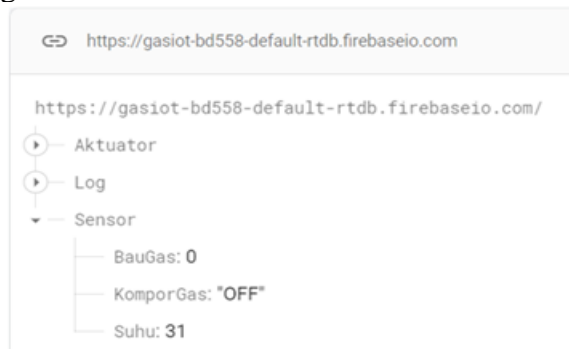 https://gasiot-bd558-default-rtdb.firebaseio.com
https://gasiot-bd558-default-rtdb.firebaseio.com/
Aktuator
Log
Sensor
BauGas: 0
KomporGas: "OFF"
Suhu: 31